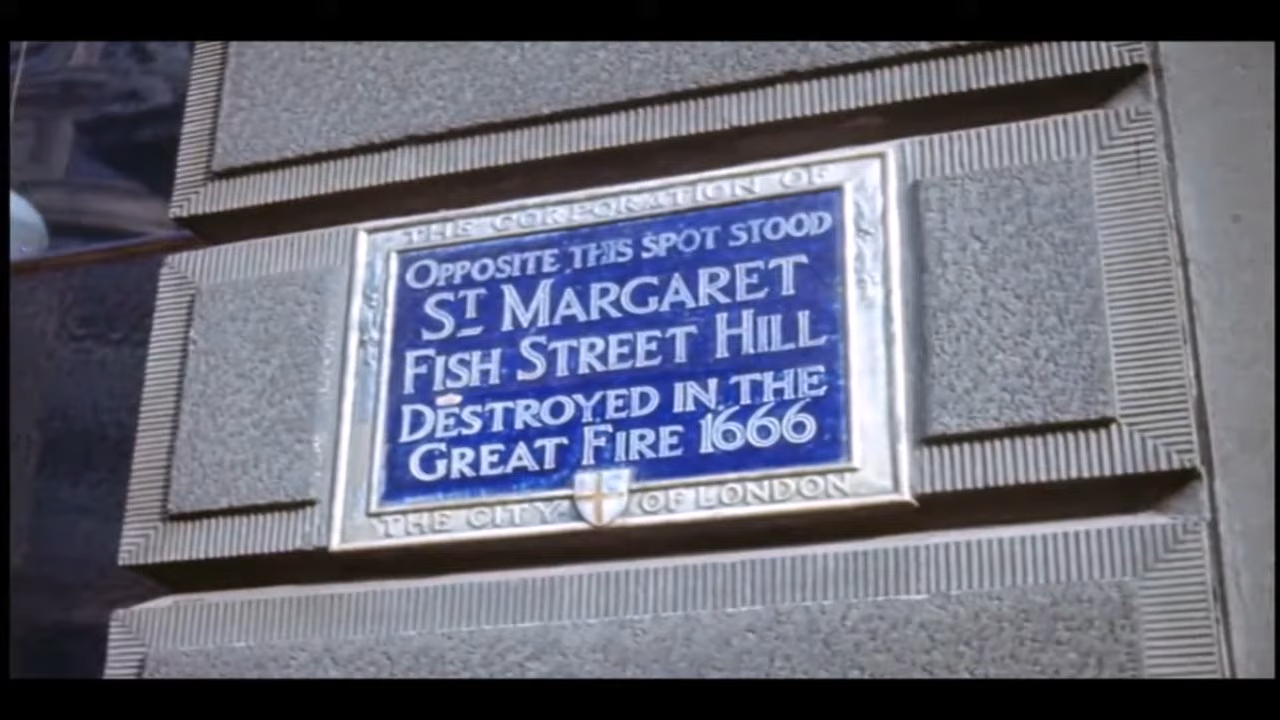 THE CORPORATION OF
OPPOSITE THIS SPOT STOOD
ST MARGARET
FISH STREET HILL
DESTROYED IN THE
GREAT FIRE 1666
THE CITY OF LONDON